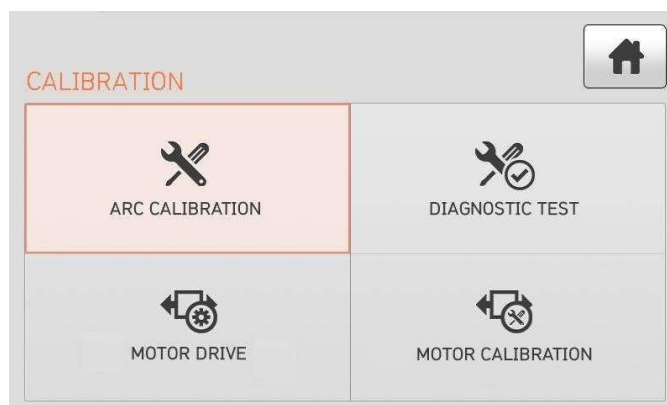 CALIBRATION
ARC CALIBRATION
DIAGNOSTIC TEST
MOTOR DRIVE
MOTOR CALIBRATION